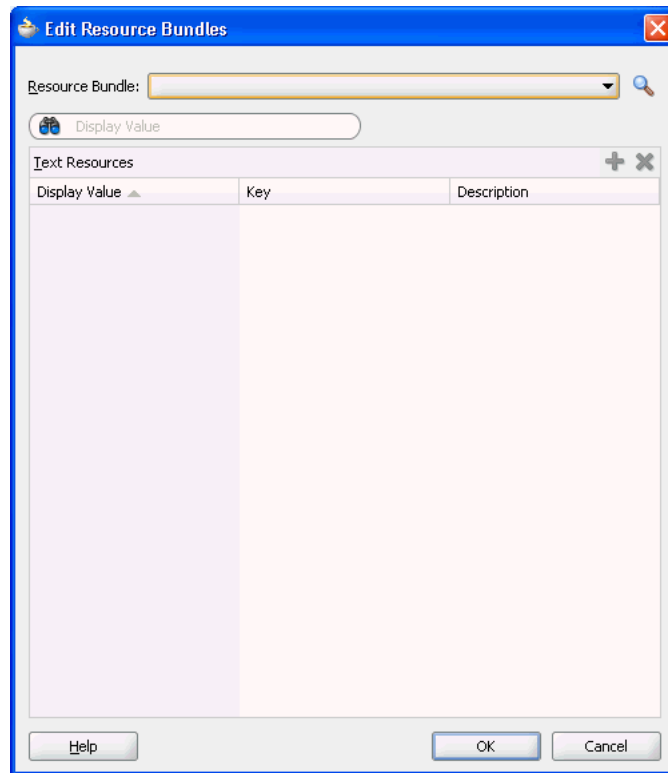 Edit Resource Bundles
Resource Bundle:
Display Value
Text Resources
Display Value Key Description
Help OK Cancel